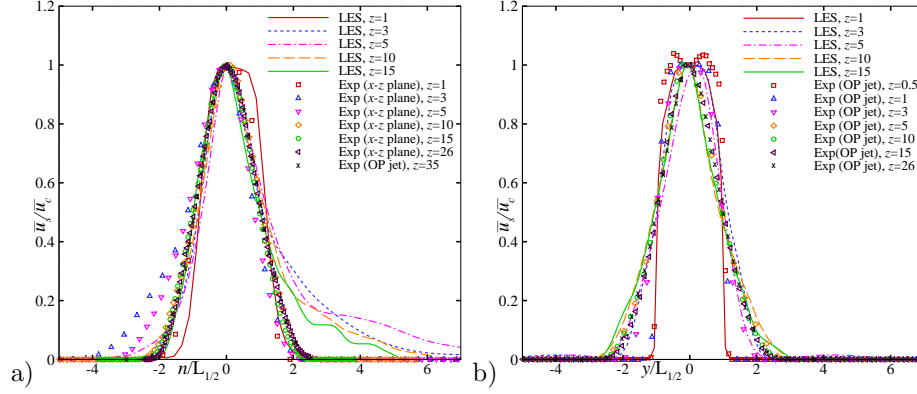 LES, z=1
LES, z=3
LES, z=5
LES, z=10
LES, z=15
Exp (x-z plane), z=1
Exp (x-z plane), z=3
Exp (x-z plane), z=5
Exp (x-z plane), z=10
Exp (x-z plane), z=15
Exp (x-z plane), z=26
Exp (OP jet), z=35
1.2
1
0.8
0.6
0.4
0.2
0
u̅s/u̅c
-4
-2
0
2
4
6
n/L1/2
a)
LES, z=1
LES, z=3
LES, z=5
LES, z=10
LES, z=15
Exp (OP jet), z=0.5
Exp (OP jet), z=1
Exp (OP jet), z=3
Exp (OP jet), z=5
Exp (OP jet), z=10
Exp(OP jet), z=15
Exp (OP jet), z=26
1.2
1
0.8
0.6
0.4
0.2
0
u̅s/u̅c
-4
-2
0
2
4
6
y/L1/2
b)